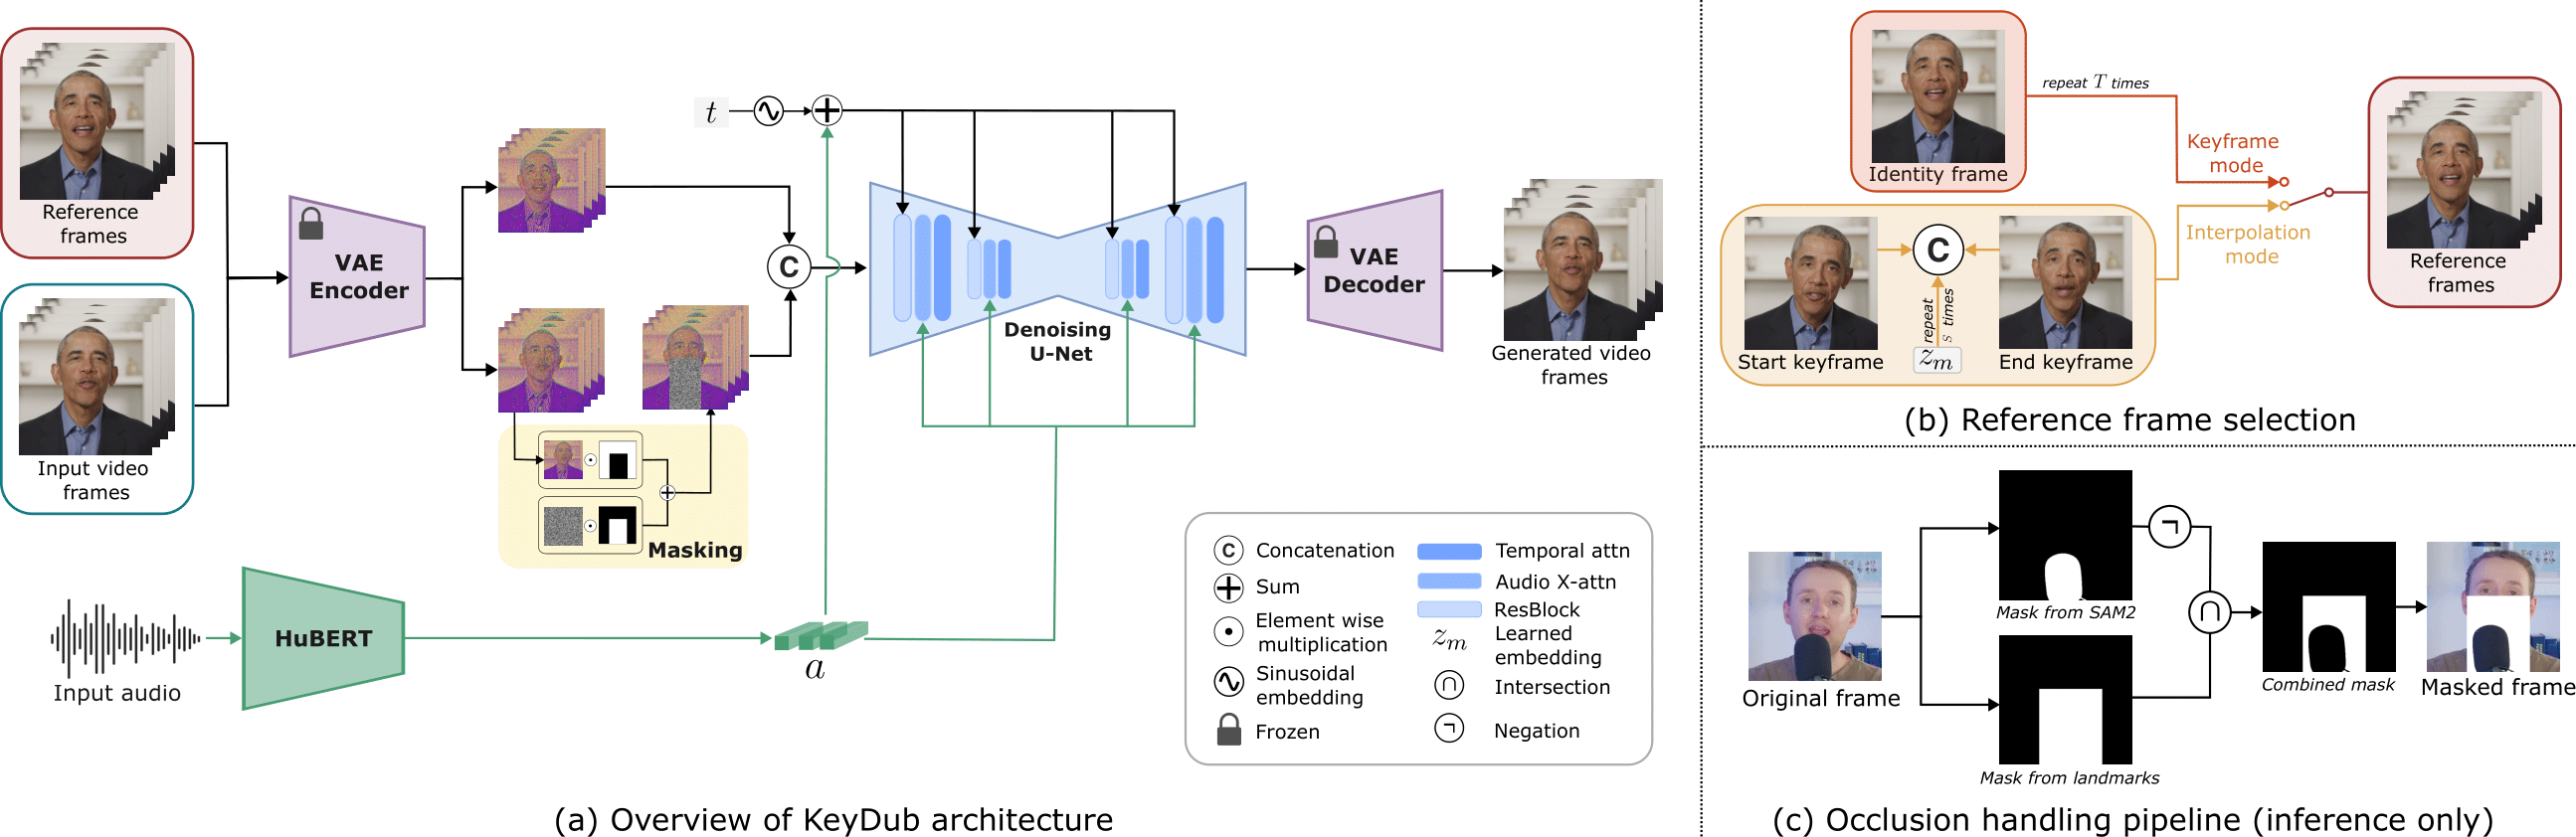 Reference
frames
Input video
frames
VAE
Encoder
Masking
t
C
Denoising
U-Net
VAE
Decoder
Generated video
frames
Input audio
HuBERT
a
C Concatenation
Sum
Element wise
multiplication
Sinusoidal
embedding
Frozen
Temporal attn
Audio X-attn
ResBlock
z_m Learned
embedding
∩ Intersection
¬ Negation
(a) Overview of KeyDub architecture
Identity frame
repeat T times
Keyframe
mode
Interpolation
mode
Start keyframe
C
repeat
s times
z_m
End keyframe
Reference
frames
(b) Reference frame selection
Original frame
Mask from SAM2
Mask from landmarks
¬
∩
Combined mask
Masked frame
(c) Occlusion handling pipeline (inference only)